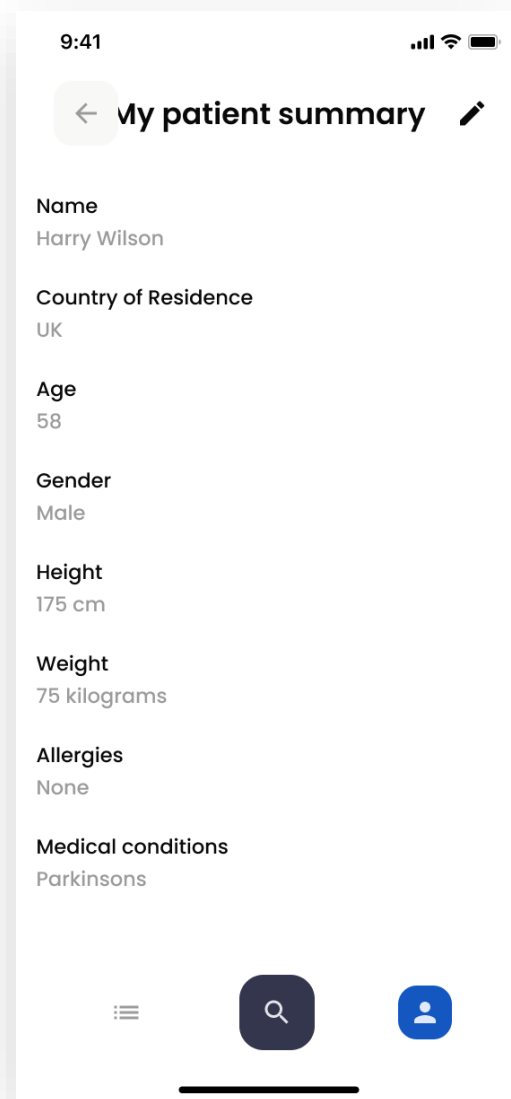 9:41
My patient summary
Name
Harry Wilson
Country of Residence
UK
Age
58
Gender
Male
Height
175 cm
Weight
75 kilograms
Allergies
None
Medical conditions
Parkinsons